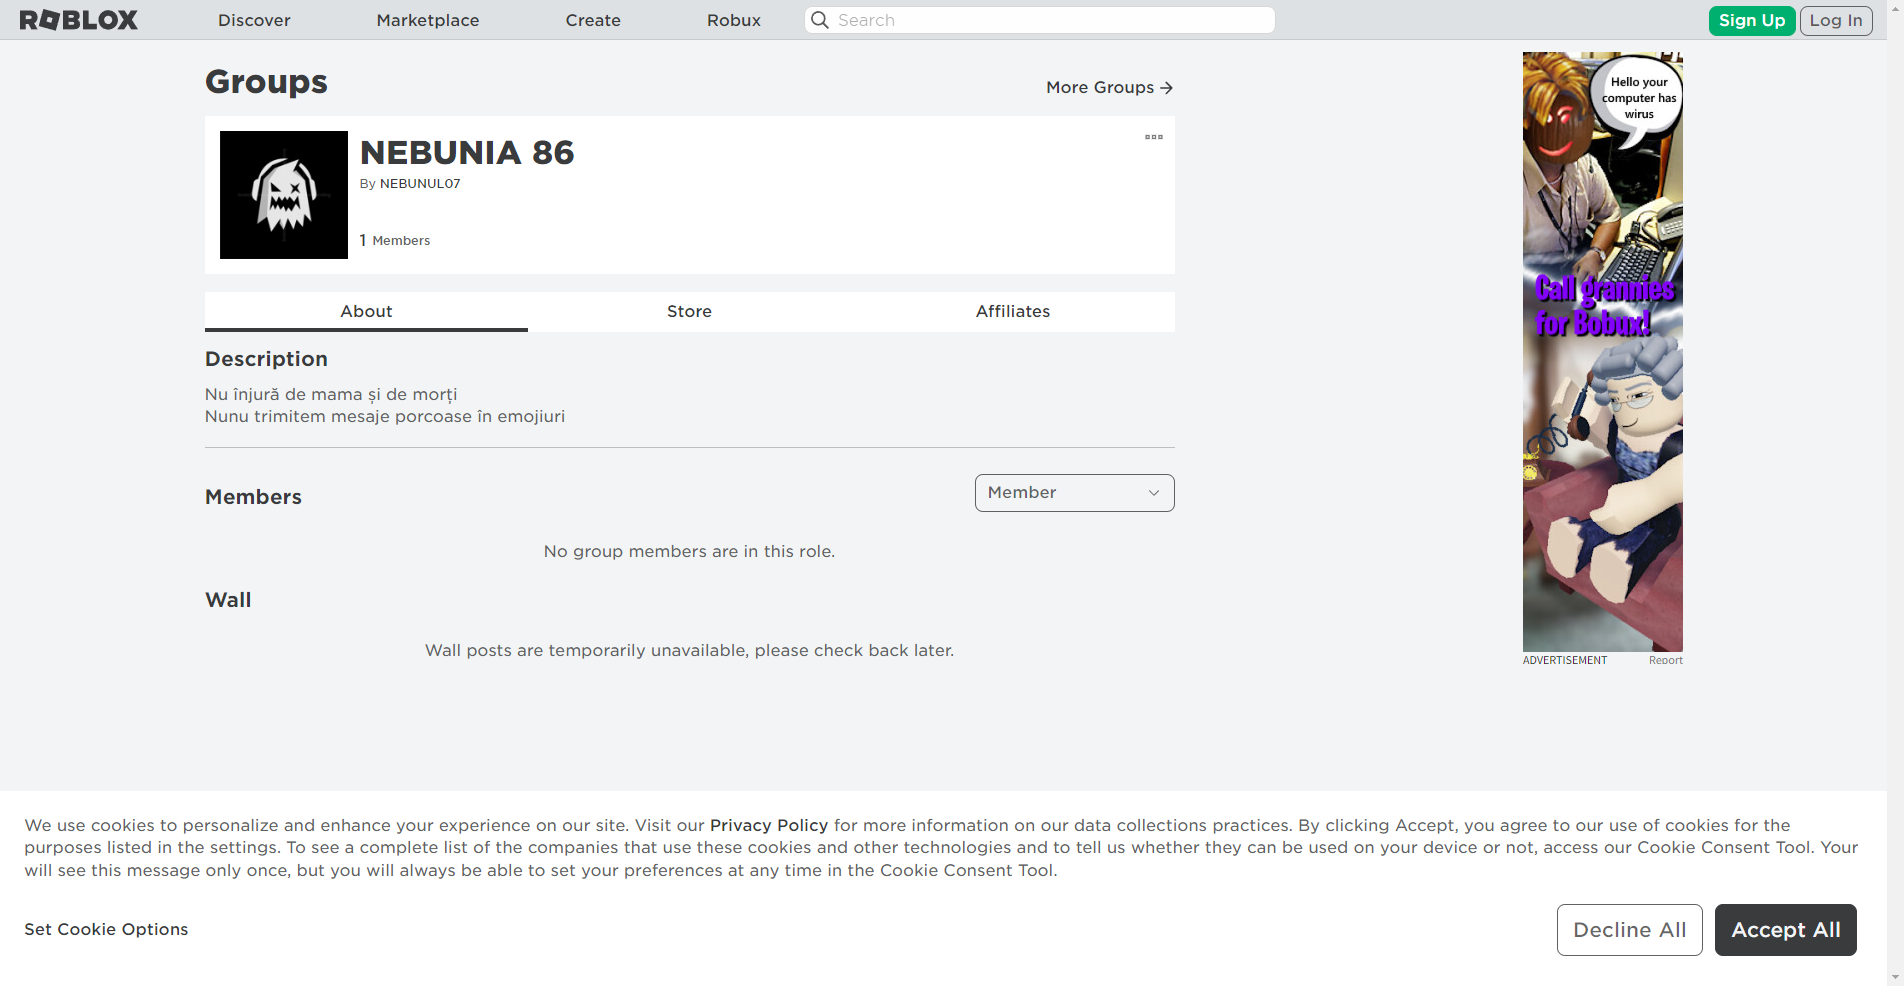 ROBLOX
Discover
Marketplace
Create
Robux
Search
Sign Up
Log In
Groups
More Groups
NEBUNIA 86
By NEBUNUL07
1 Members
About
Store
Affiliates
Description
Nu înjură de mama și de morți
Nunu trimitem mesaje porcoase în emojiuri
Members
Member
No group members are in this role.
Wall
Wall posts are temporarily unavailable, please check back later.
Hello your
computer has
wirus
Call grannies
for Bobux!
ADVERTISEMENT
Report
We use cookies to personalize and enhance your experience on our site. Visit our Privacy Policy for more information on our data collections practices. By clicking Accept, you agree to our use of cookies for the
purposes listed in the settings. To see a complete list of the companies that use these cookies and other technologies and to tell us whether they can be used on your device or not, access our Cookie Consent Tool. Your
will see this message only once, but you will always be able to set your preferences at any time in the Cookie Consent Tool.
Set Cookie Options
Decline All
Accept All